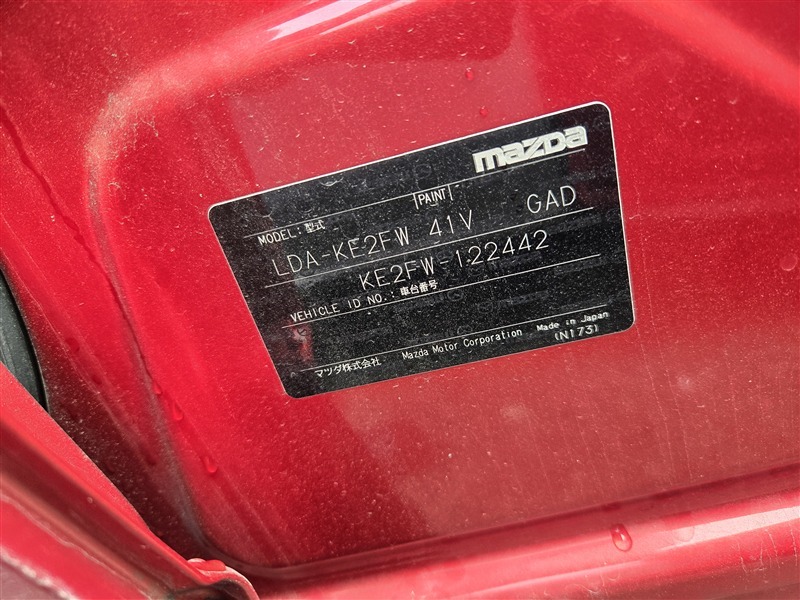 mazDa
PAINT
MODEL: 型式
LDA-KE2FW 41V GAD
KE2FW-122442
VEHICLE ID NO.: 車台番号
マツダ株式会社 Mazda Motor Corporation Made in Japan
(N173)